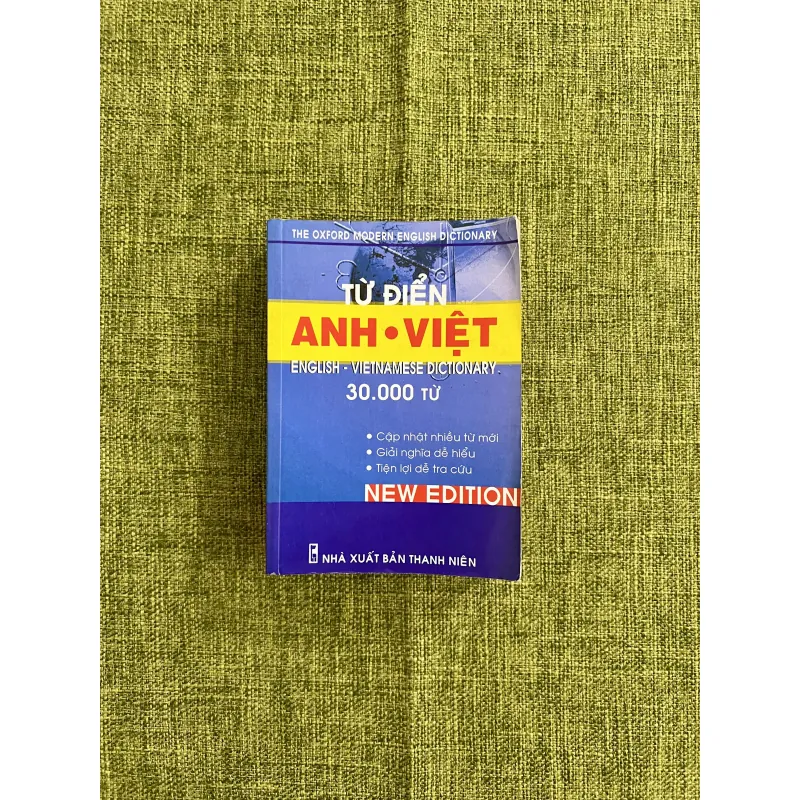 THE OXFORD MODERN ENGLISH DICTIONARY
TỪ ĐIỂN
ANH • VIỆT
ENGLISH - VIETNAMESE DICTIONARY
30.000 TỪ
• Cập nhật nhiều từ mới
• Giải nghĩa dễ hiểu
• Tiện lợi dễ tra cứu
NEW EDITION
NHÀ XUẤT BẢN THANH NIÊN